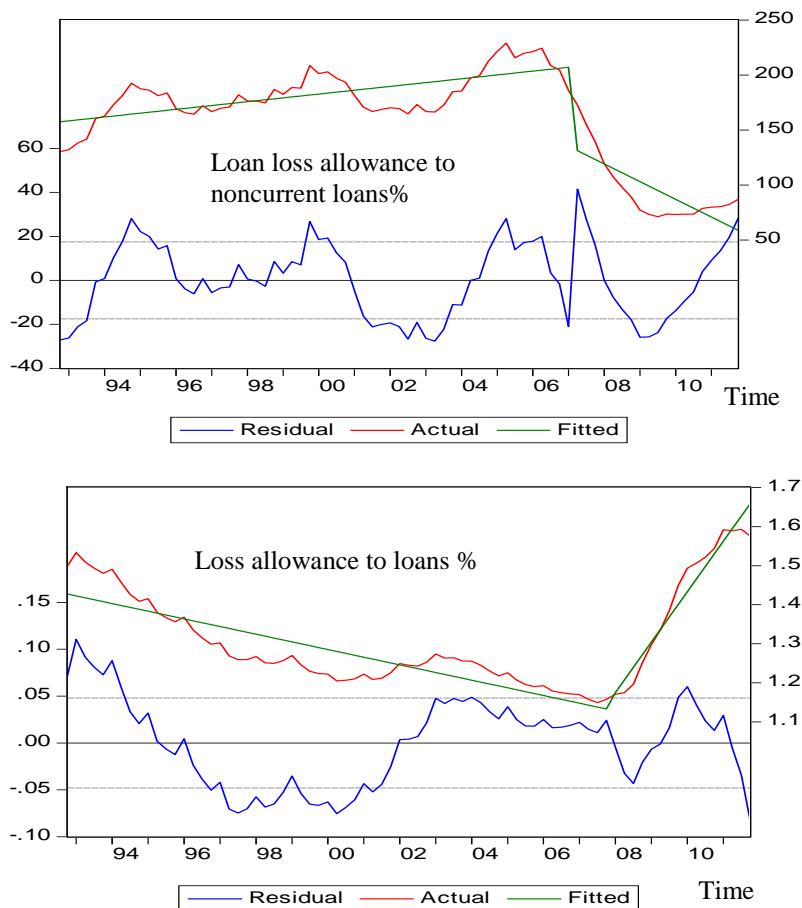 250
200
60
150
Loan loss allowance to
40
noncurrent loans%
100
20
50
0
-20
-40
94 96 98 00 02 04 06 08 10
Time
Residual Actual Fitted
1.7
1.6
Loss allowance to loans %
1.5
.15
1.4
.10
1.3
.05
1.2
1.1
.00
-.05
-.10
94 96 98 00 02 04 06 08 10
Residual Actual Fitted
Time